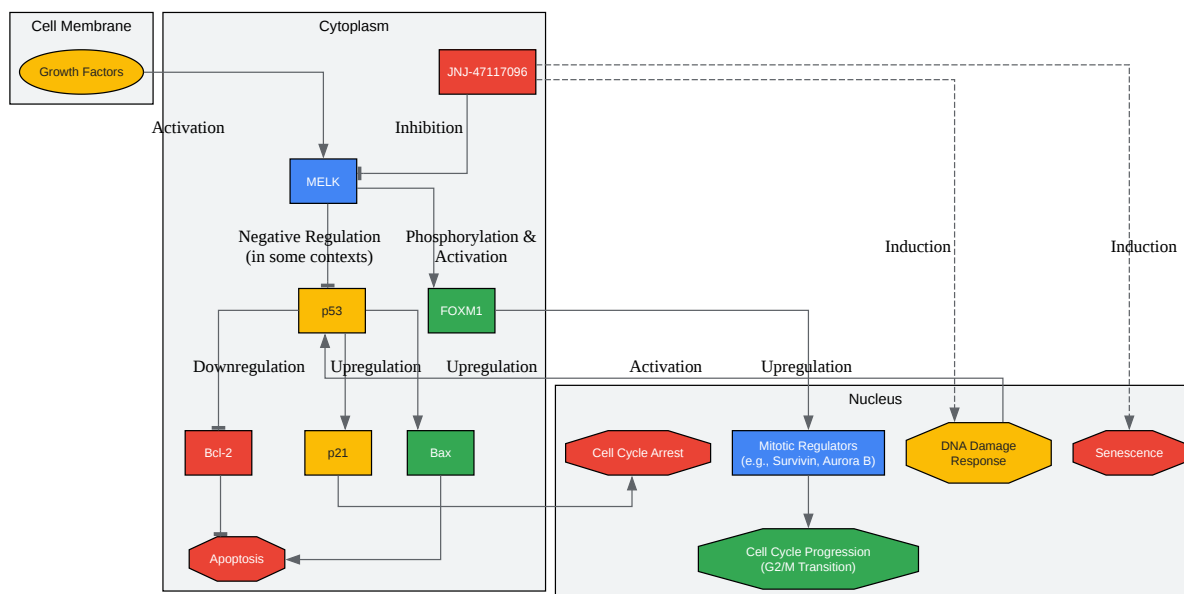 Cell Membrane
Cytoplasm
Growth Factors
JNJ-47117096
Activation
Inhibition
MELK
Negative Regulation
(in some contexts)
Phosphorylation &
Activation
Induction
Induction
p53
FOXM1
Downregulation
Upregulation
Upregulation
Activation
Upregulation
Nucleus
Bcl-2
p21
Bax
Cell Cycle Arrest
Mitotic Regulators
(e.g., Survivin, Aurora B)
DNA Damage
Response
Senescence
Apoptosis
Cell Cycle Progression
(G2/M Transition)